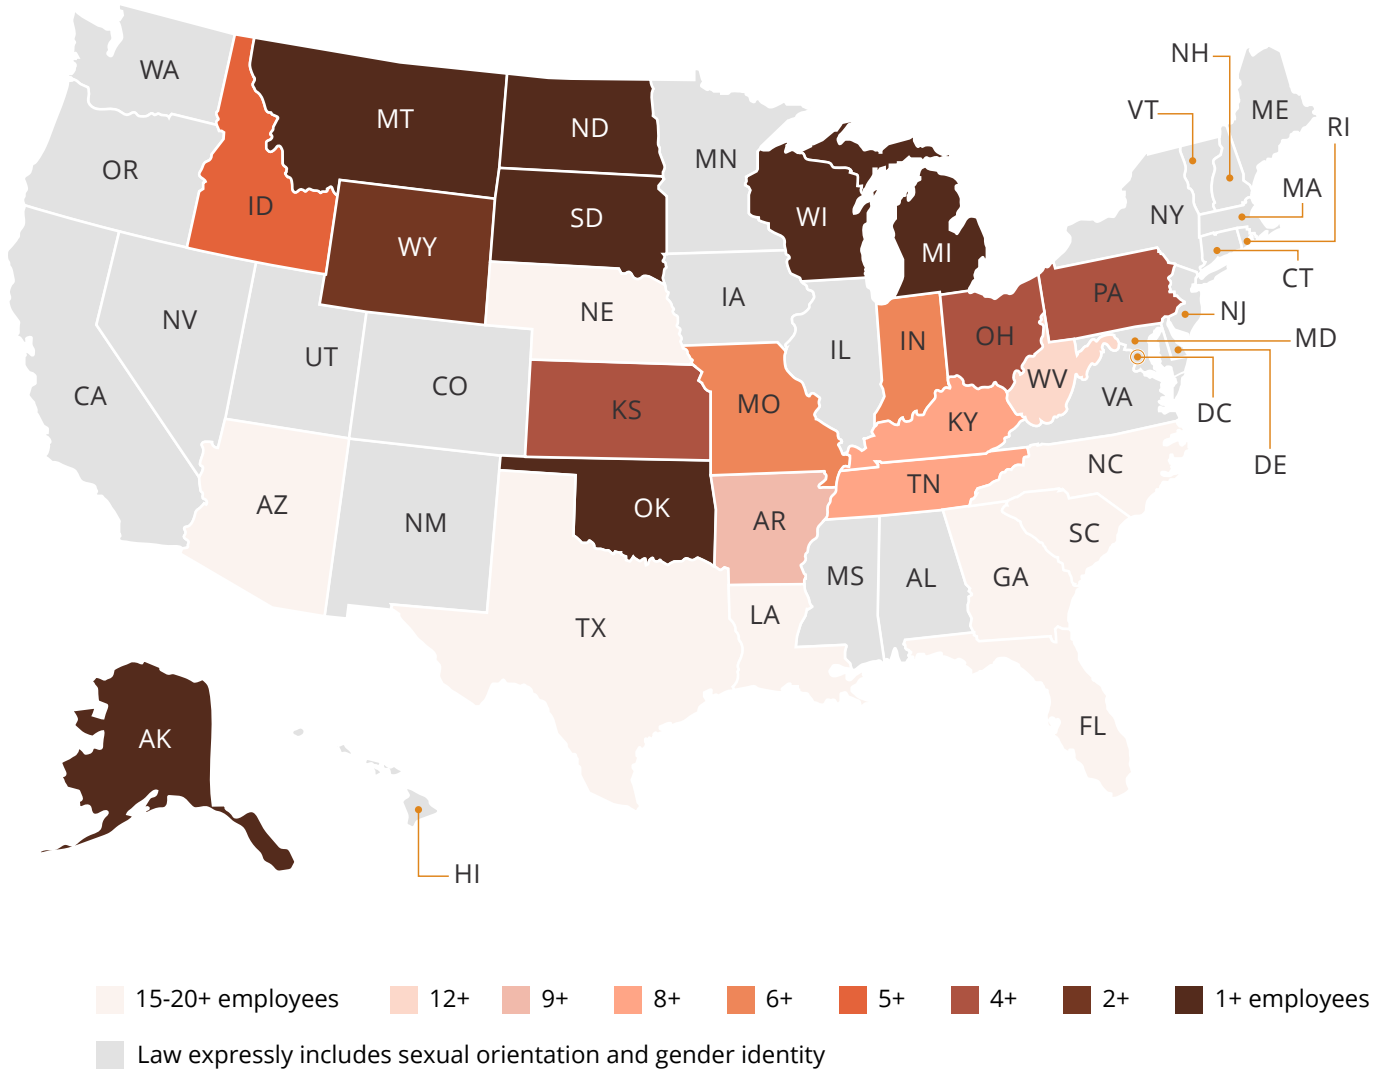 NH
WA
ME
VT
MT
RI
ND
MN
OR
MA
ID
SD
WI
NY
WY
MI
CT
PA
IA
NE
NJ
NV
OH
MD
IN
IL
UT
WV
CO
CA
VA
MO
KS
DC
KY
NC
DE
TN
AZ
OK
AR
NM
SC
MS
AL
GA
LA
TX
FL
AK
HI
15-20+ employees
12+
9+
8+
6+
5+
4+
2+
1+ employees
Law expressly includes sexual orientation and gender identity